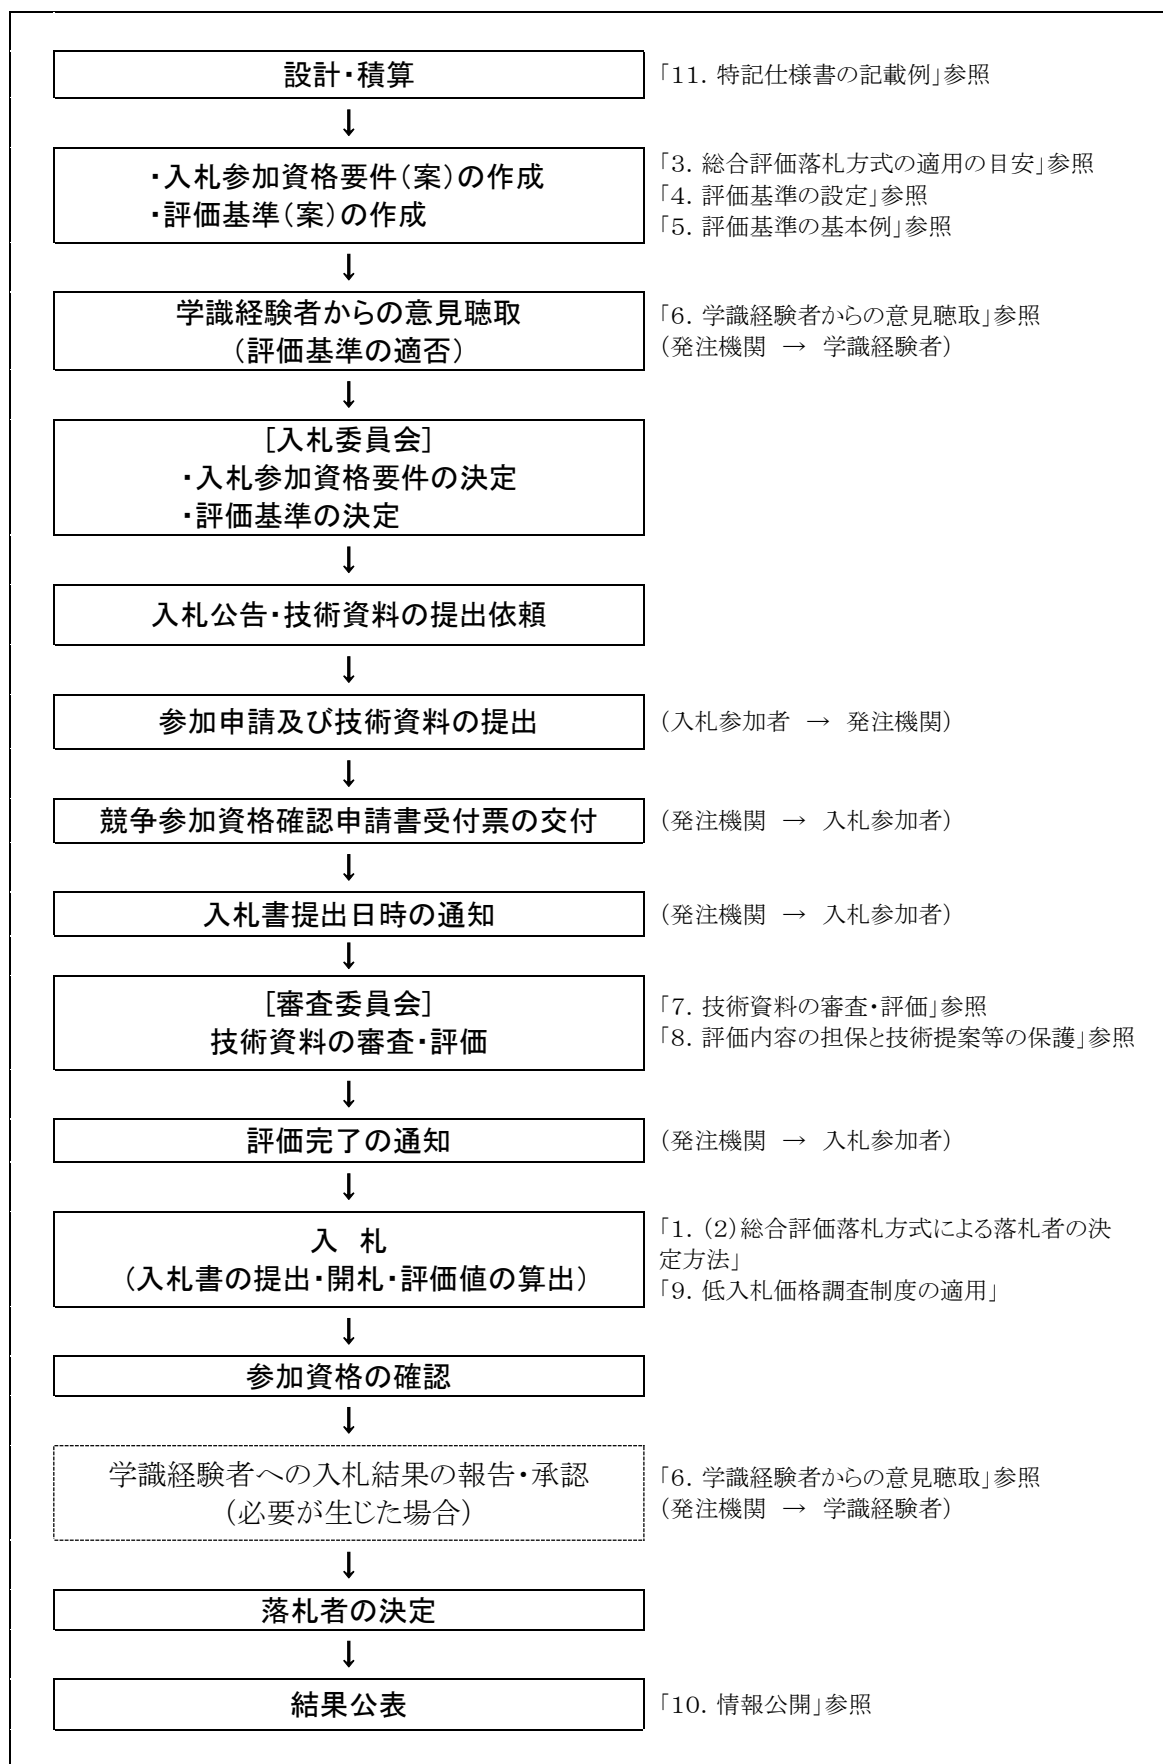 設計・積算
「11．特記仕様書の記載例」参照
↓
・入札参加資格要件（案）の作成
・評価基準（案）の作成
「3．総合評価落札方式の適用の目安」参照
「4．評価基準の設定」参照
「5．評価基準の基本例」参照
↓
学識経験者からの意見聴取
（評価基準の適否）
「6．学識経験者からの意見聴取」参照
（発注機関　→　学識経験者）
↓
［入札委員会］
・入札参加資格要件の決定
・評価基準の決定
↓
入札公告・技術資料の提出依頼
↓
参加申請及び技術資料の提出
（入札参加者　→　発注機関）
↓
競争参加資格確認申請書受付票の交付
（発注機関　→　入札参加者）
↓
入札書提出日時の通知
（発注機関　→　入札参加者）
↓
［審査委員会］
技術資料の審査・評価
「7．技術資料の審査・評価」参照
「8．評価内容の担保と技術提案等の保護」参照
↓
評価完了の通知
（発注機関　→　入札参加者）
↓
入　札
（入札書の提出・開札・評価値の算出）
「1．（2）総合評価落札方式による落札者の決
定方法」
「9．低入札価格調査制度の適用」
↓
参加資格の確認
↓
学識経験者への入札結果の報告・承認
（必要が生じた場合）
「6．学識経験者からの意見聴取」参照
（発注機関　→　学識経験者）
↓
落札者の決定
↓
結果公表
「10．情報公開」参照